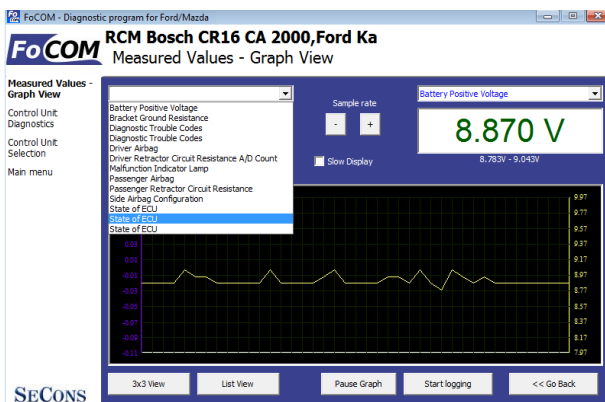 FoCOM - Diagnostic program for Ford/Mazda
FoCOM
RCM Bosch CR16 CA 2000,Ford Ka
Measured Values - Graph View
Measured Values -
Graph View
Control Unit
Diagnostics
Control Unit
Selection
Main menu
Battery Positive Voltage
Bracket Ground Resistance
Diagnostic Trouble Codes
Diagnostic Trouble Codes
Driver Airbag
Driver Retractor Circuit Resistance A/D Count
Malfunction Indicator Lamp
Passenger Airbag
Passenger Retractor Circuit Resistance
Side Airbag Configuration
State of ECU
State of ECU
State of ECU
Sample rate
- +
Slow Display
Battery Positive Voltage
8.870 V
8.783V - 9.043V
0.03
0.01
-0.01
-0.03
-0.05
-0.07
-0.09
-0.11
9.97
9.77
9.57
9.37
9.17
8.97
8.77
8.57
8.37
8.17
7.97
3x3 View
List View
Pause Graph
Start logging
<< Go Back
SECONS